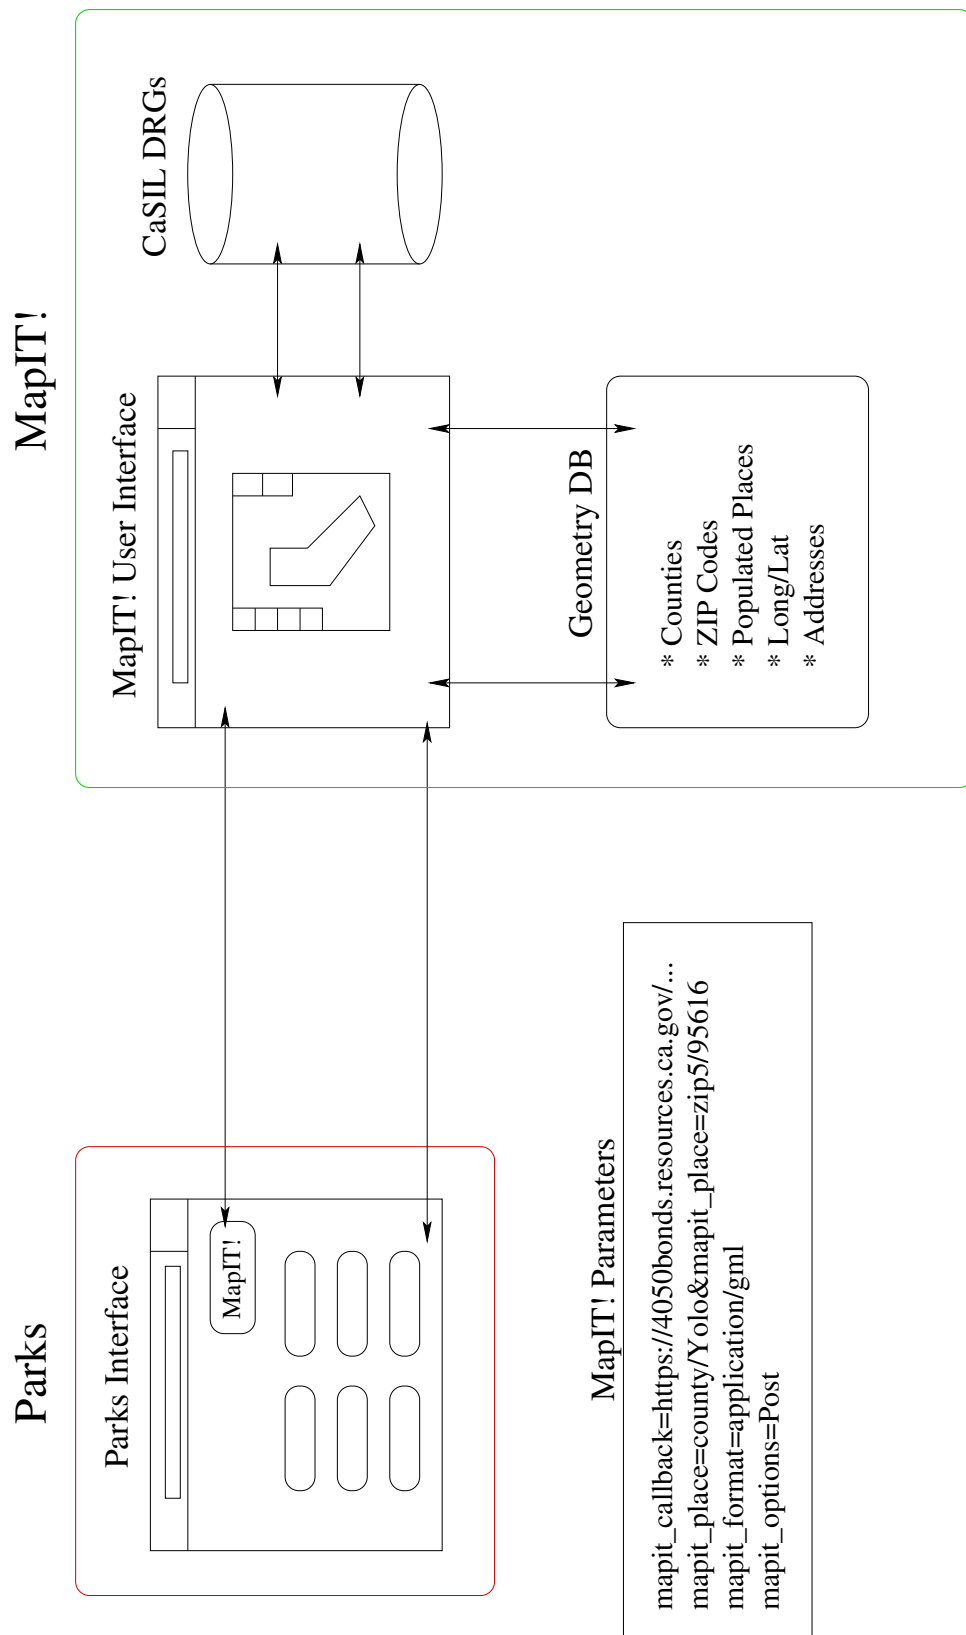 Parks
MapIT!
Parks Interface
MapIT!
MapIT! User Interface
CaSIL DRGs
Geometry DB
* Counties
* ZIP Codes
* Populated Places
* Long/Lat
* Addresses
MapIT! Parameters
mapit_callback=https://4050bonds.resources.ca.gov/...
mapit_place=county/Yolo&mapit_place=zip5/95616
mapit_format=application/gml
mapit_options=Post